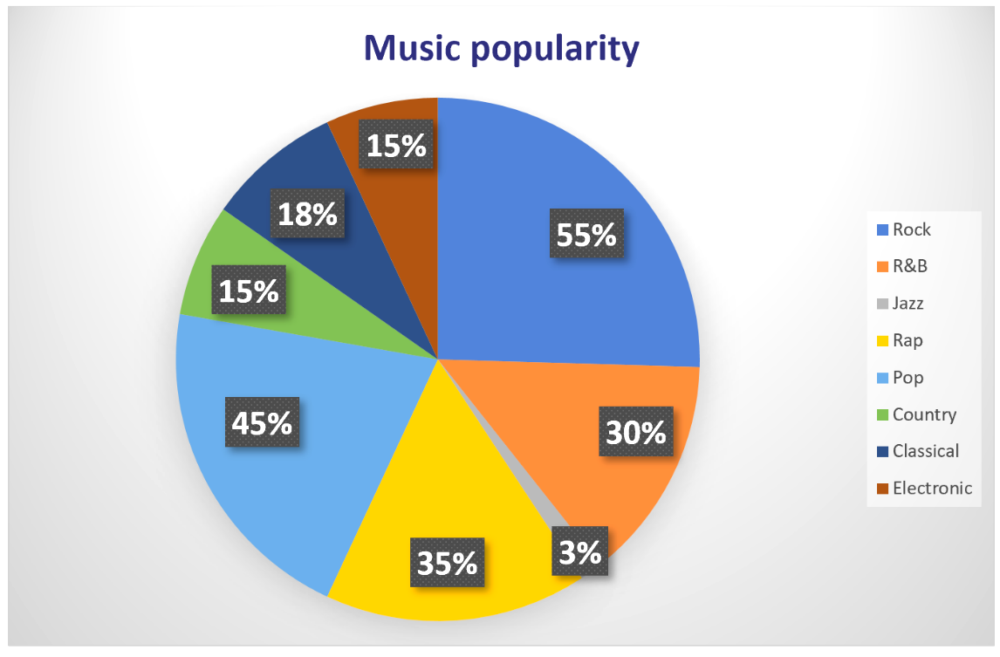 Music popularity
15%
55%
18%
15%
45%
30%
35%
3%
Rock
R&B
Jazz
Rap
Pop
Country
Classical
Electronic